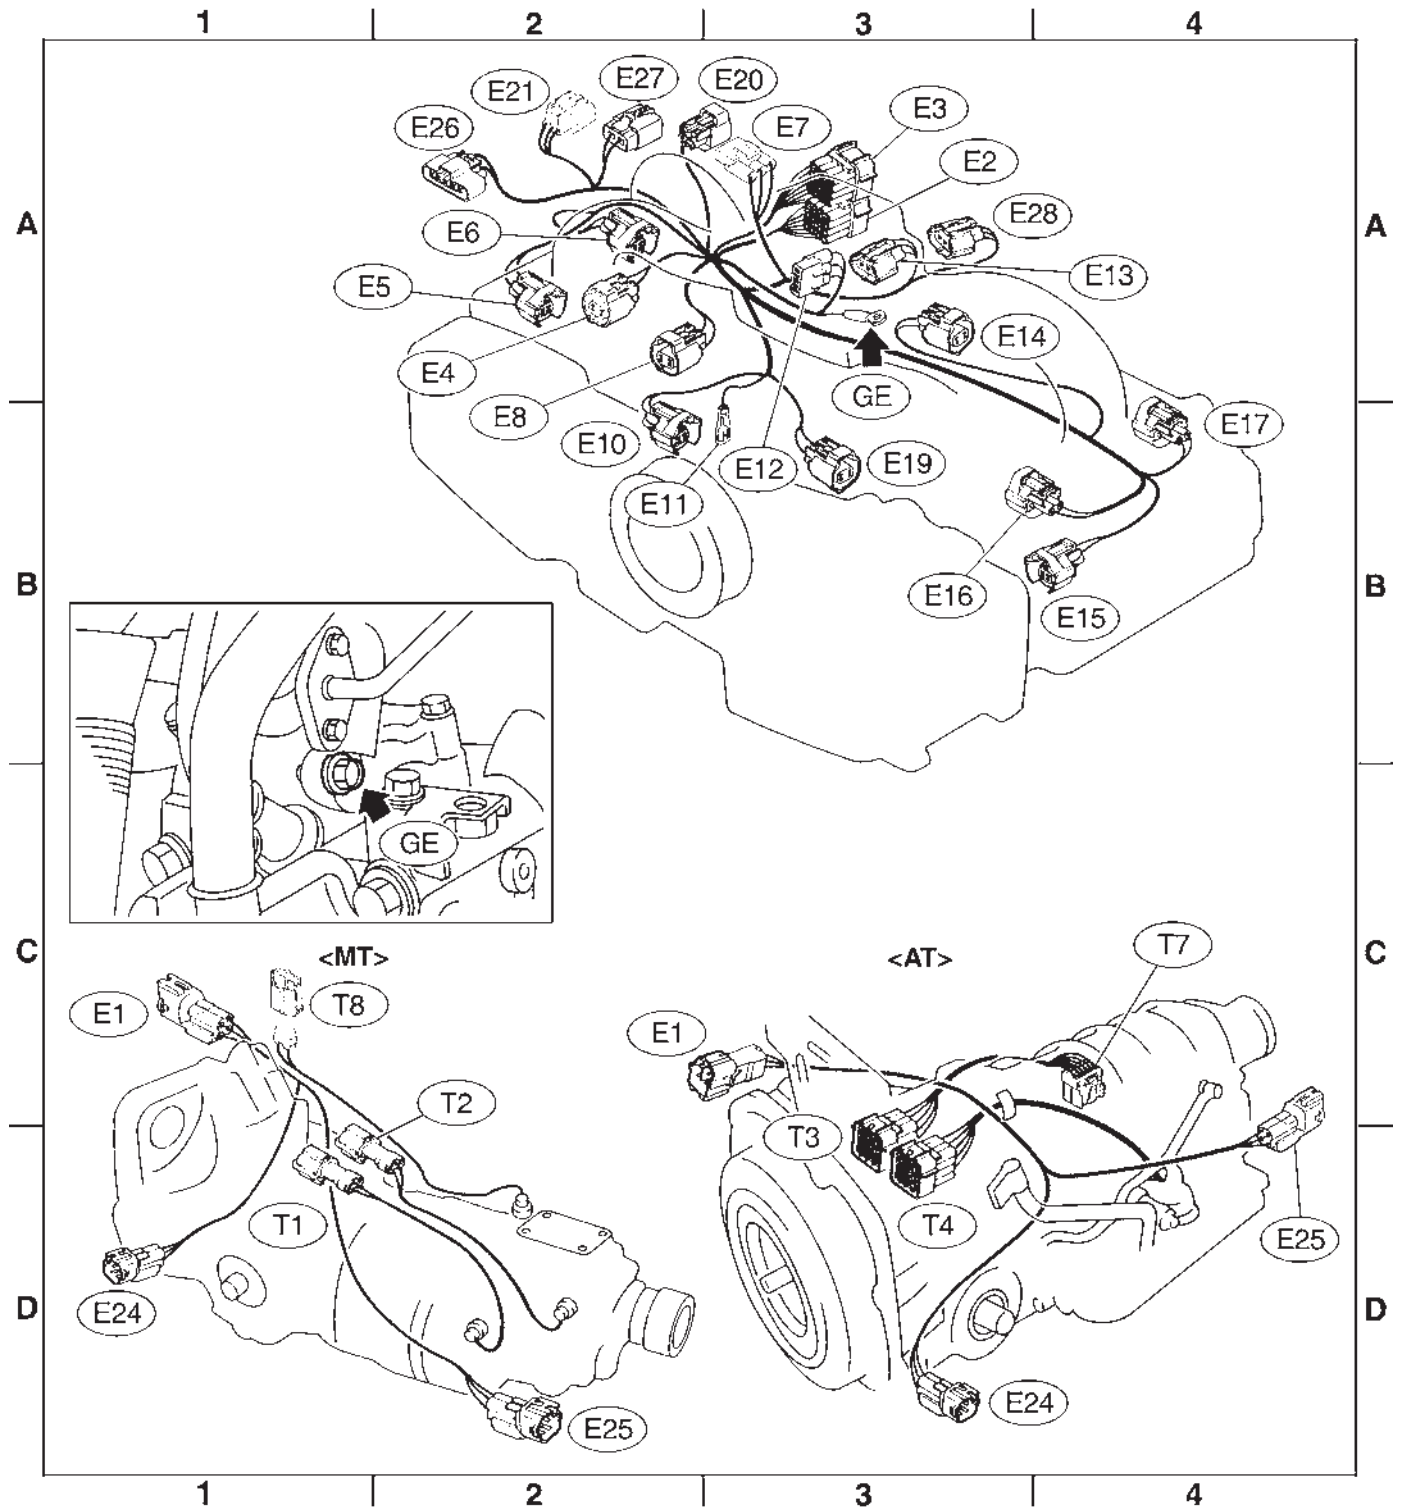 1 2 3 4
E21 E27 E20
E26 E7 E3
E2
A E6 E28 A
E5 E13
E4 E14
E8 GE
E10 E12 E19 E17
E11
B E16 B
E15
GE
C <MT> <AT> T7 C
E1 T8 E1
T2
T3
T1 T4 E25
D E24 D
E25 E24
1 2 3 4